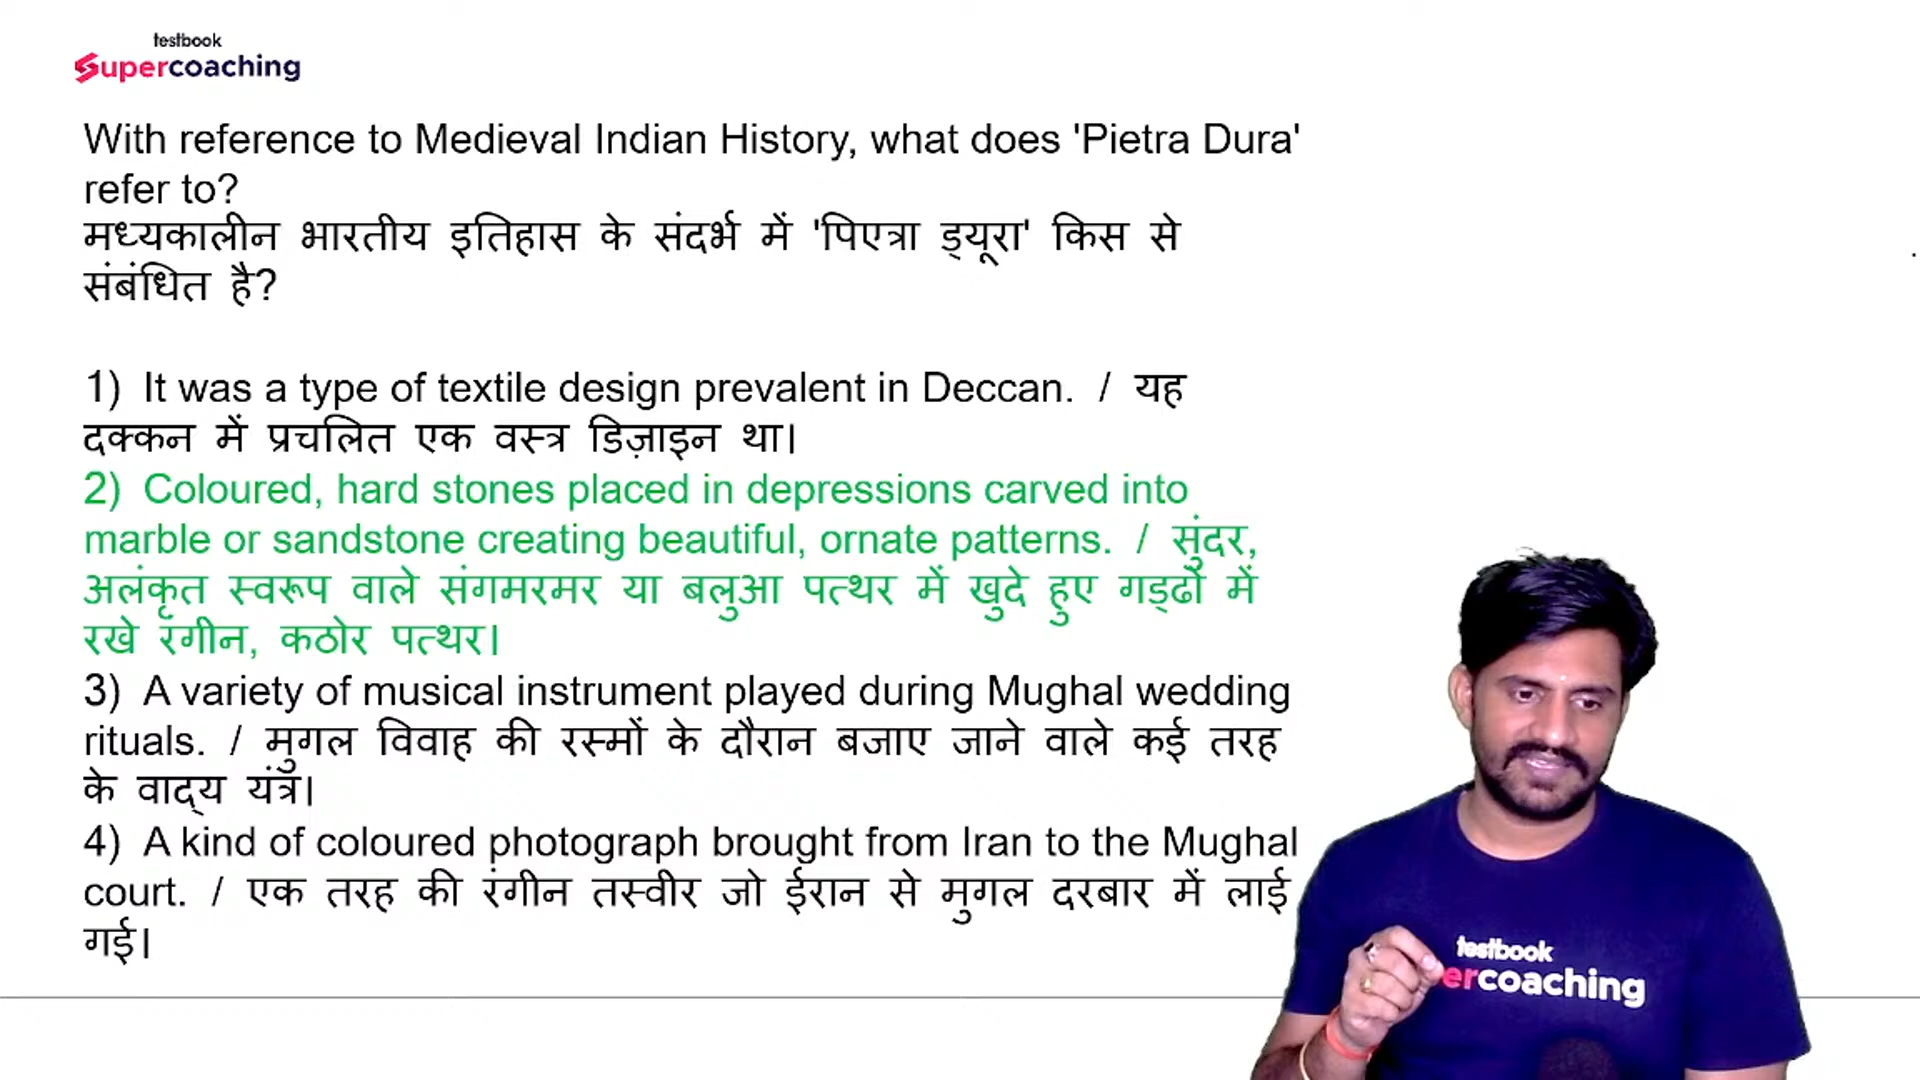 testbook
Supercoaching
With reference to Medieval Indian History, what does 'Pietra Dura'
refer to?
मध्यकालीन भारतीय इतिहास के संदर्भ में 'पिएत्रा ड्यूरा' किस से
संबंधित है?
1) It was a type of textile design prevalent in Deccan. / यह
दक्कन में प्रचलित एक वस्त्र डिज़ाइन था।
2) Coloured, hard stones placed in depressions carved into
marble or sandstone creating beautiful, ornate patterns. / सुंदर,
अलंकृत स्वरूप वाले संगमरमर या बलुआ पत्थर में खुदे हुए गड्ढों में
रखे रंगीन, कठोर पत्थर।
3) A variety of musical instrument played during Mughal wedding
rituals. / मुगल विवाह की रस्मों के दौरान बजाए जाने वाले कई तरह
के वाद्य यंत्र।
4) A kind of coloured photograph brought from Iran to the Mughal
court. / एक तरह की रंगीन तस्वीर जो ईरान से मुगल दरबार में लाई
गई।
testbook
ercoaching